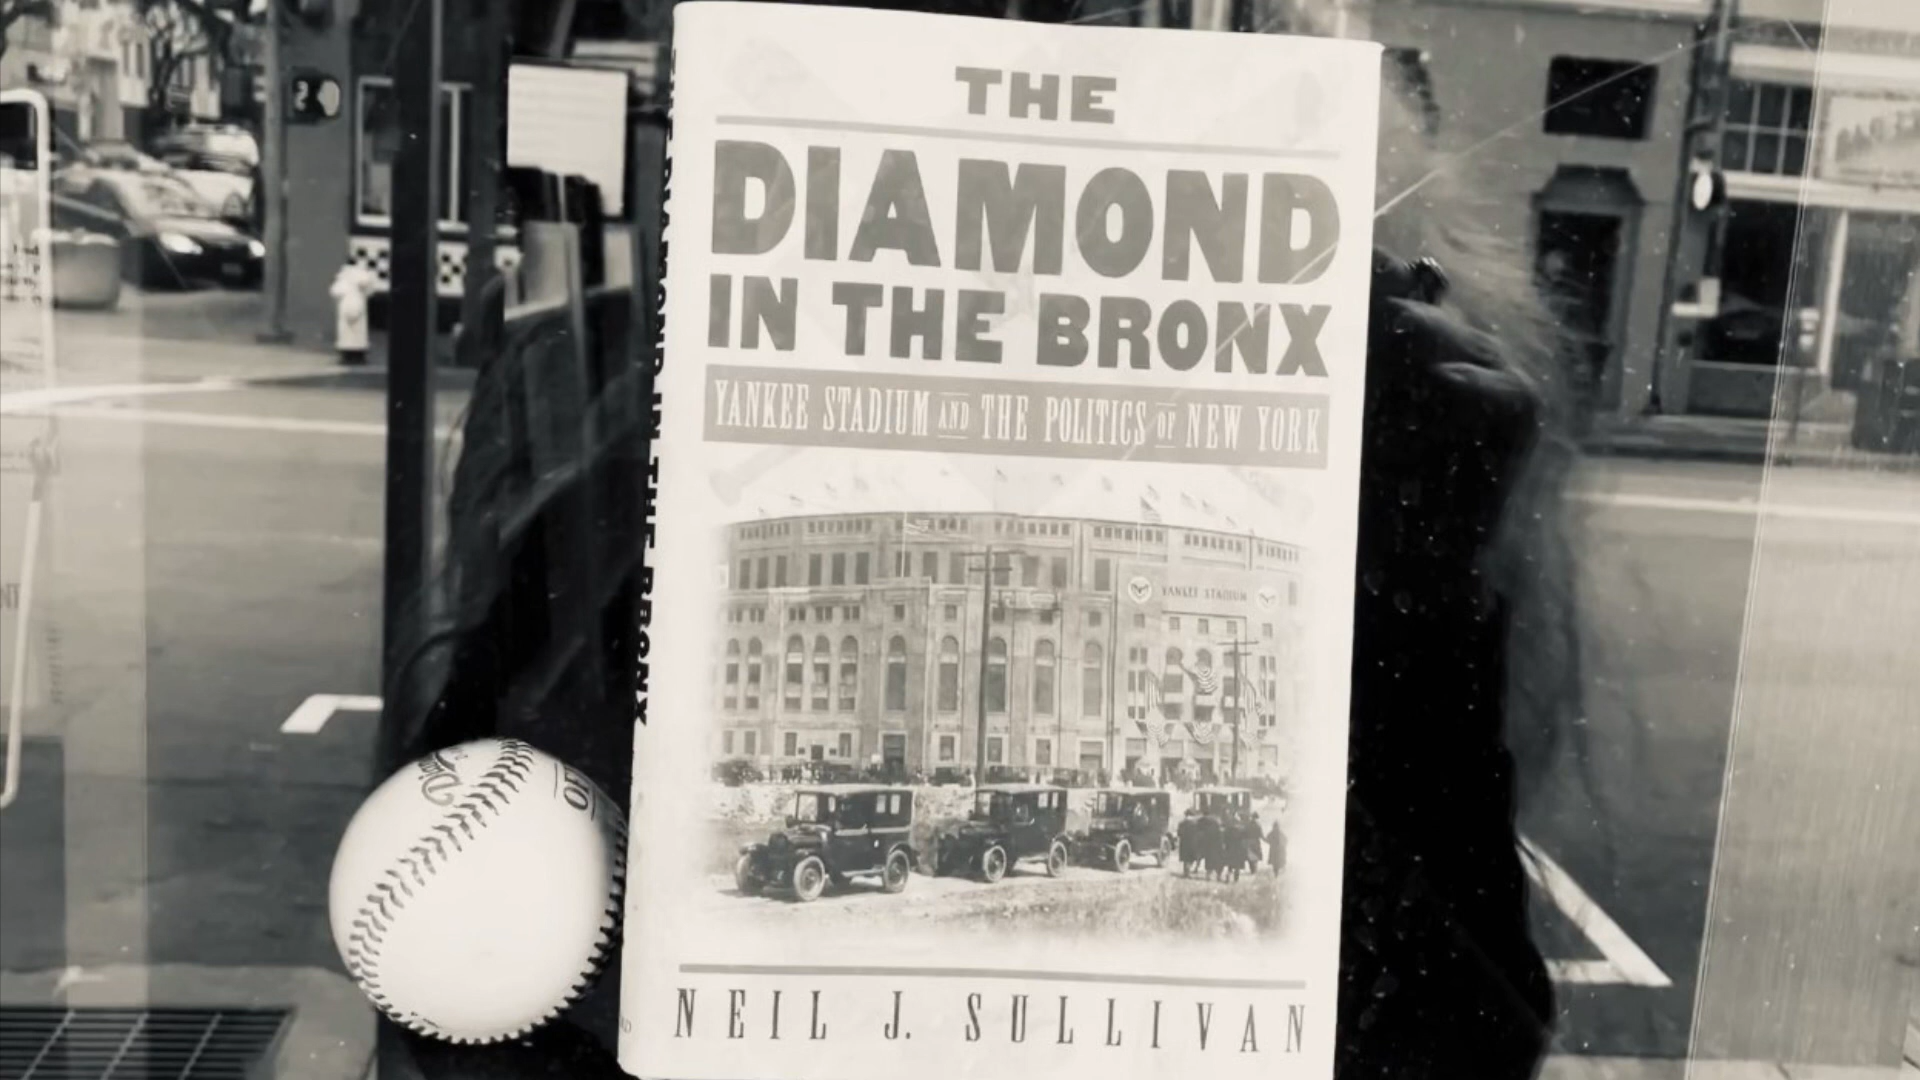 THE
DIAMOND
IN THE BRONX
YANKEE STADIUM AND THE POLITICS OF NEW YORK
YANKEE STADIUM
NEIL J. SULLIVAN
THE DIAMOND IN THE BRONX